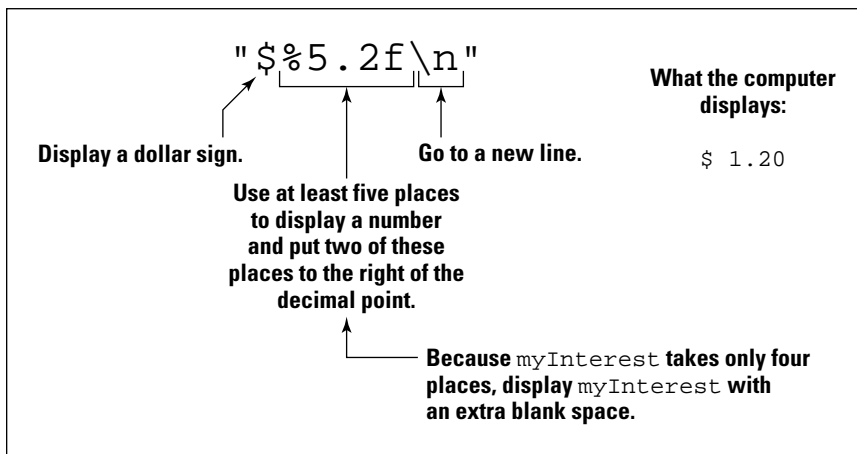 "$%5.2f\n"
Display a dollar sign.
Go to a new line.
Use at least five places
to display a number
and put two of these
places to the right of the
decimal point.
Because myInterest takes only four
places, display myInterest with
an extra blank space.
What the computer
displays:
$ 1.20